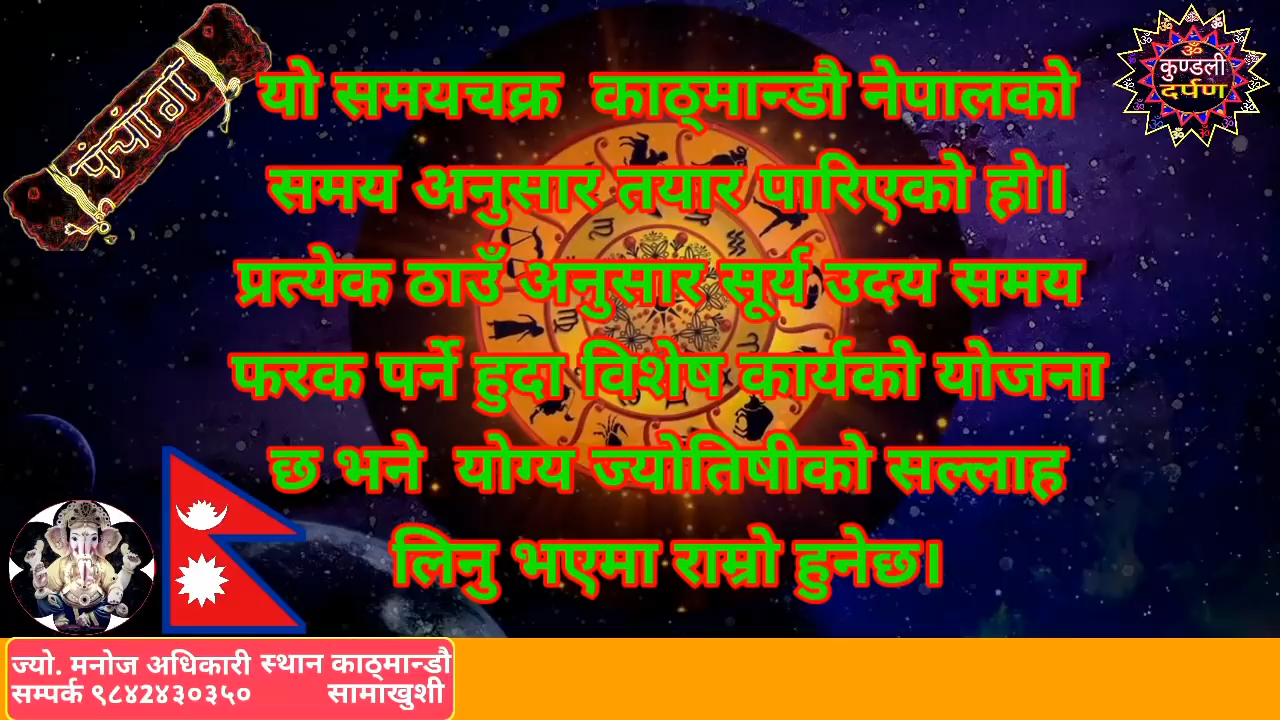 पंचांग
ॐ
कुण्डली
दर्पण
यो समयचक्र काठ्मान्डौ नेपालको
समय अनुसार तयार पारिएको हो।
प्रत्येक ठाउँ अनुसार सूर्य उदय समय
फरक पर्ने हुदा विशेष कार्यको योजना
छ भने योग्य ज्योतिषीको सल्लाह
लिनु भएमा राम्रो हुनेछ।
ज्यो. मनोज अधिकारी स्थान काठ्मान्डौ
सम्पर्क ९८४2४३०३५० सामाखुशी